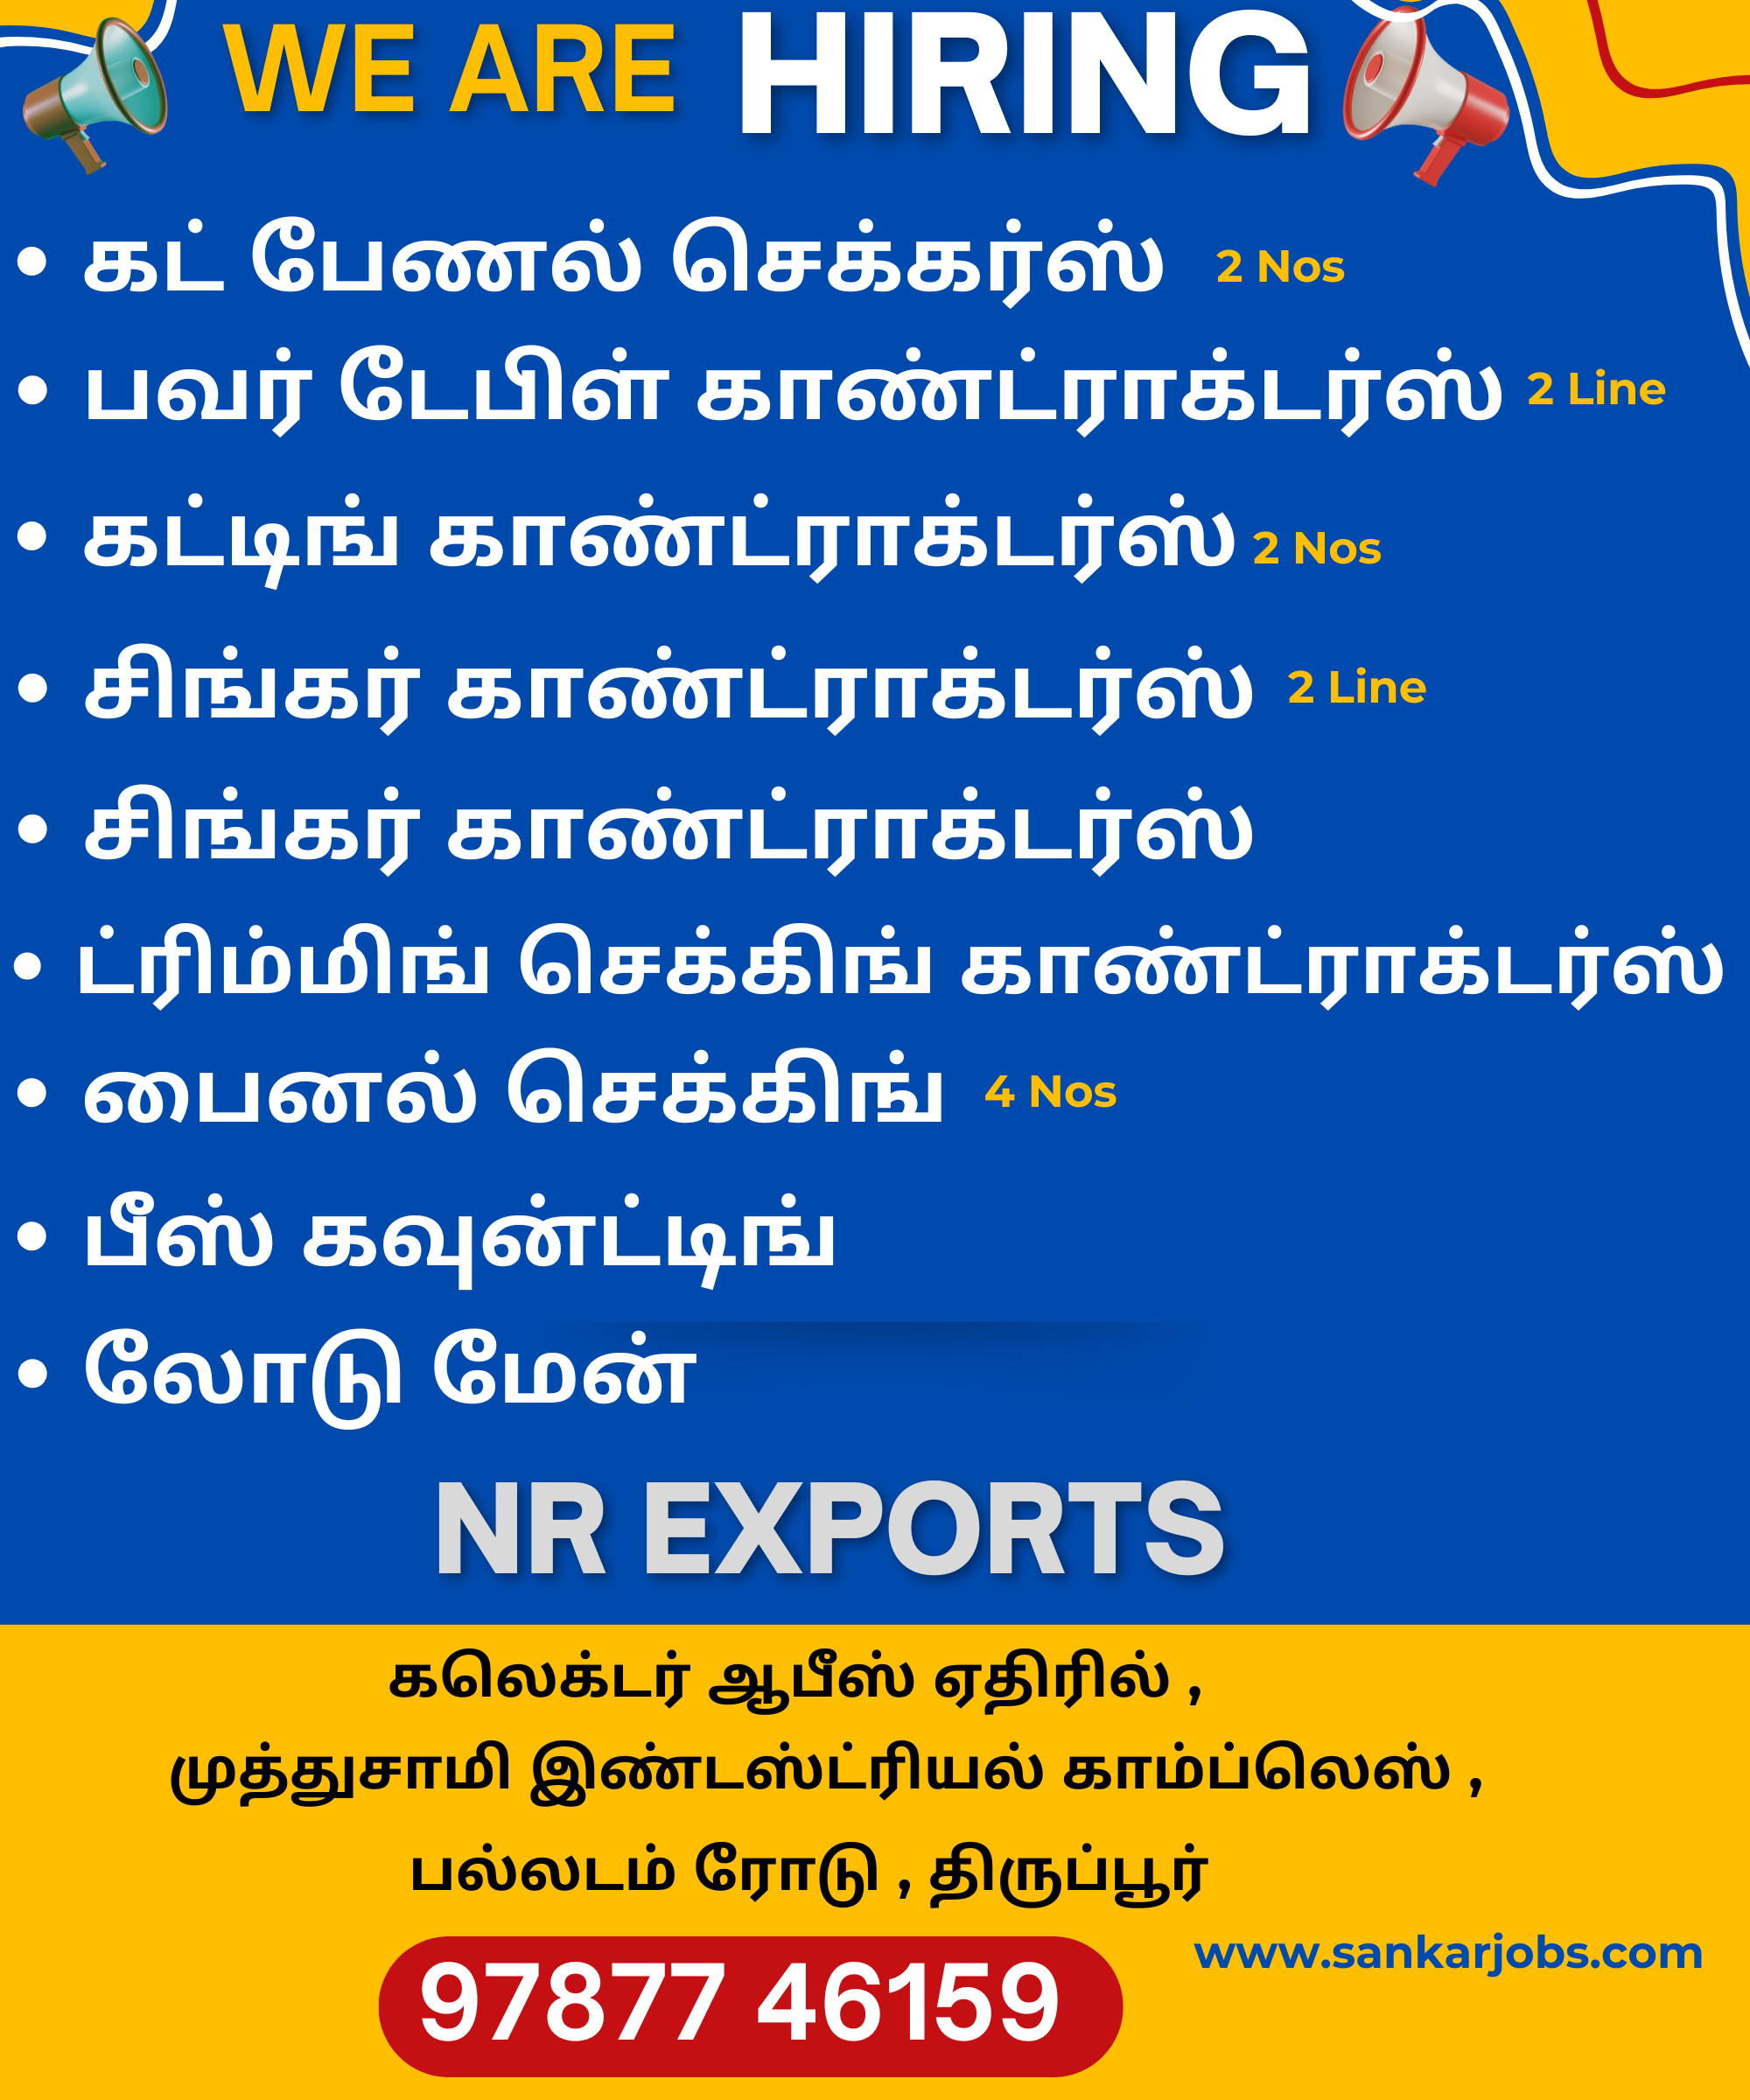 WE ARE HIRING
• கட் பேணல் செக்கர்ஸ் 2 Nos
• பவர் டேபிள் காண்ட்ராக்டர்ஸ் 2 Line
• கட்டிங் காண்ட்ராக்டர்ஸ் 2 Nos
• சிங்கர் காண்ட்ராக்டர்ஸ் 2 Line
• சிங்கர் காண்ட்ராக்டர்ஸ்
• ட்ரிம்மிங் செக்கிங் காண்ட்ராக்டர்ஸ்
• பைனல் செக்கிங் 4 Nos
• பீஸ் கவுன்ட்டிங்
• லோடு மேன்
NR EXPORTS
கலெக்டர் ஆபீஸ் ஏதிரில் ,
முத்துசாமி இண்டஸ்ட்ரியல் காம்ப்லெஸ் ,
பல்லடம் ரோடு , திருப்பூர்
www.sankarjobs.com
97877 46159